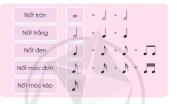 Nốt tròn = +
Nốt trắng = +
Nốt đen = + =
Nốt móc đơn = + =
Nốt móc kép